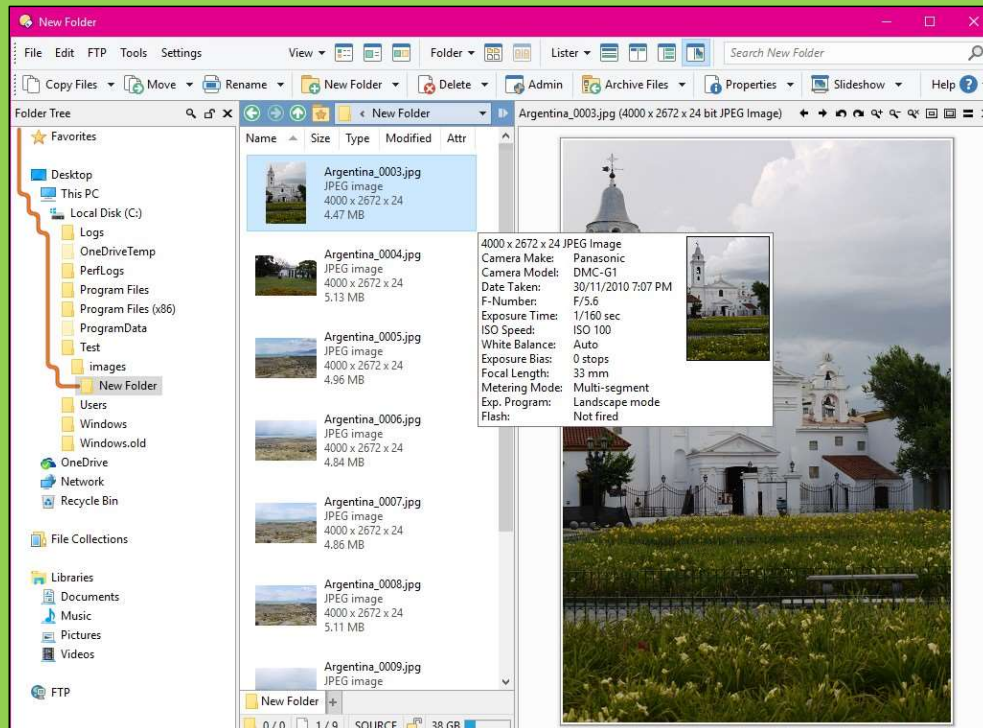 New Folder
File Edit FTP Tools Settings View Folder Lister Search New Folder
Copy Files Move Rename New Folder Delete Admin Archive Files Properties Slideshow Help
Folder Tree
Favorites
Desktop
This PC
Local Disk (C:)
Logs
OneDriveTemp
PerfLogs
Program Files
Program Files (x86)
ProgramData
Test
images
New Folder
Users
Windows
Windows.old
OneDrive
Network
Recycle Bin
File Collections
Libraries
Documents
Music
Pictures
Videos
FTP
New Folder
Name Size Type Modified Attr
Argentina_0003.jpg
JPEG image
4000 x 2672 x 24
4.47 MB
Argentina_0004.jpg
JPEG image
4000 x 2672 x 24
5.13 MB
Argentina_0005.jpg
JPEG image
4000 x 2672 x 24
4.96 MB
Argentina_0006.jpg
JPEG image
4000 x 2672 x 24
4.84 MB
Argentina_0007.jpg
JPEG image
4000 x 2672 x 24
4.86 MB
Argentina_0008.jpg
JPEG image
4000 x 2672 x 24
5.11 MB
Argentina_0009.jpg
JPEG image
New Folder
0 / 0 1 / 9 SOURCE 38 GB
Argentina_0003.jpg (4000 x 2672 x 24 bit JPEG Image)
4000 x 2672 x 24 JPEG Image
Camera Make: Panasonic
Camera Model: DMC-G1
Date Taken: 30/11/2010 7:07 PM
F-Number: F/5.6
Exposure Time: 1/160 sec
ISO Speed: ISO 100
White Balance: Auto
Exposure Bias: 0 stops
Focal Length: 33 mm
Metering Mode: Multi-segment
Exp. Program: Landscape mode
Flash: Not fired